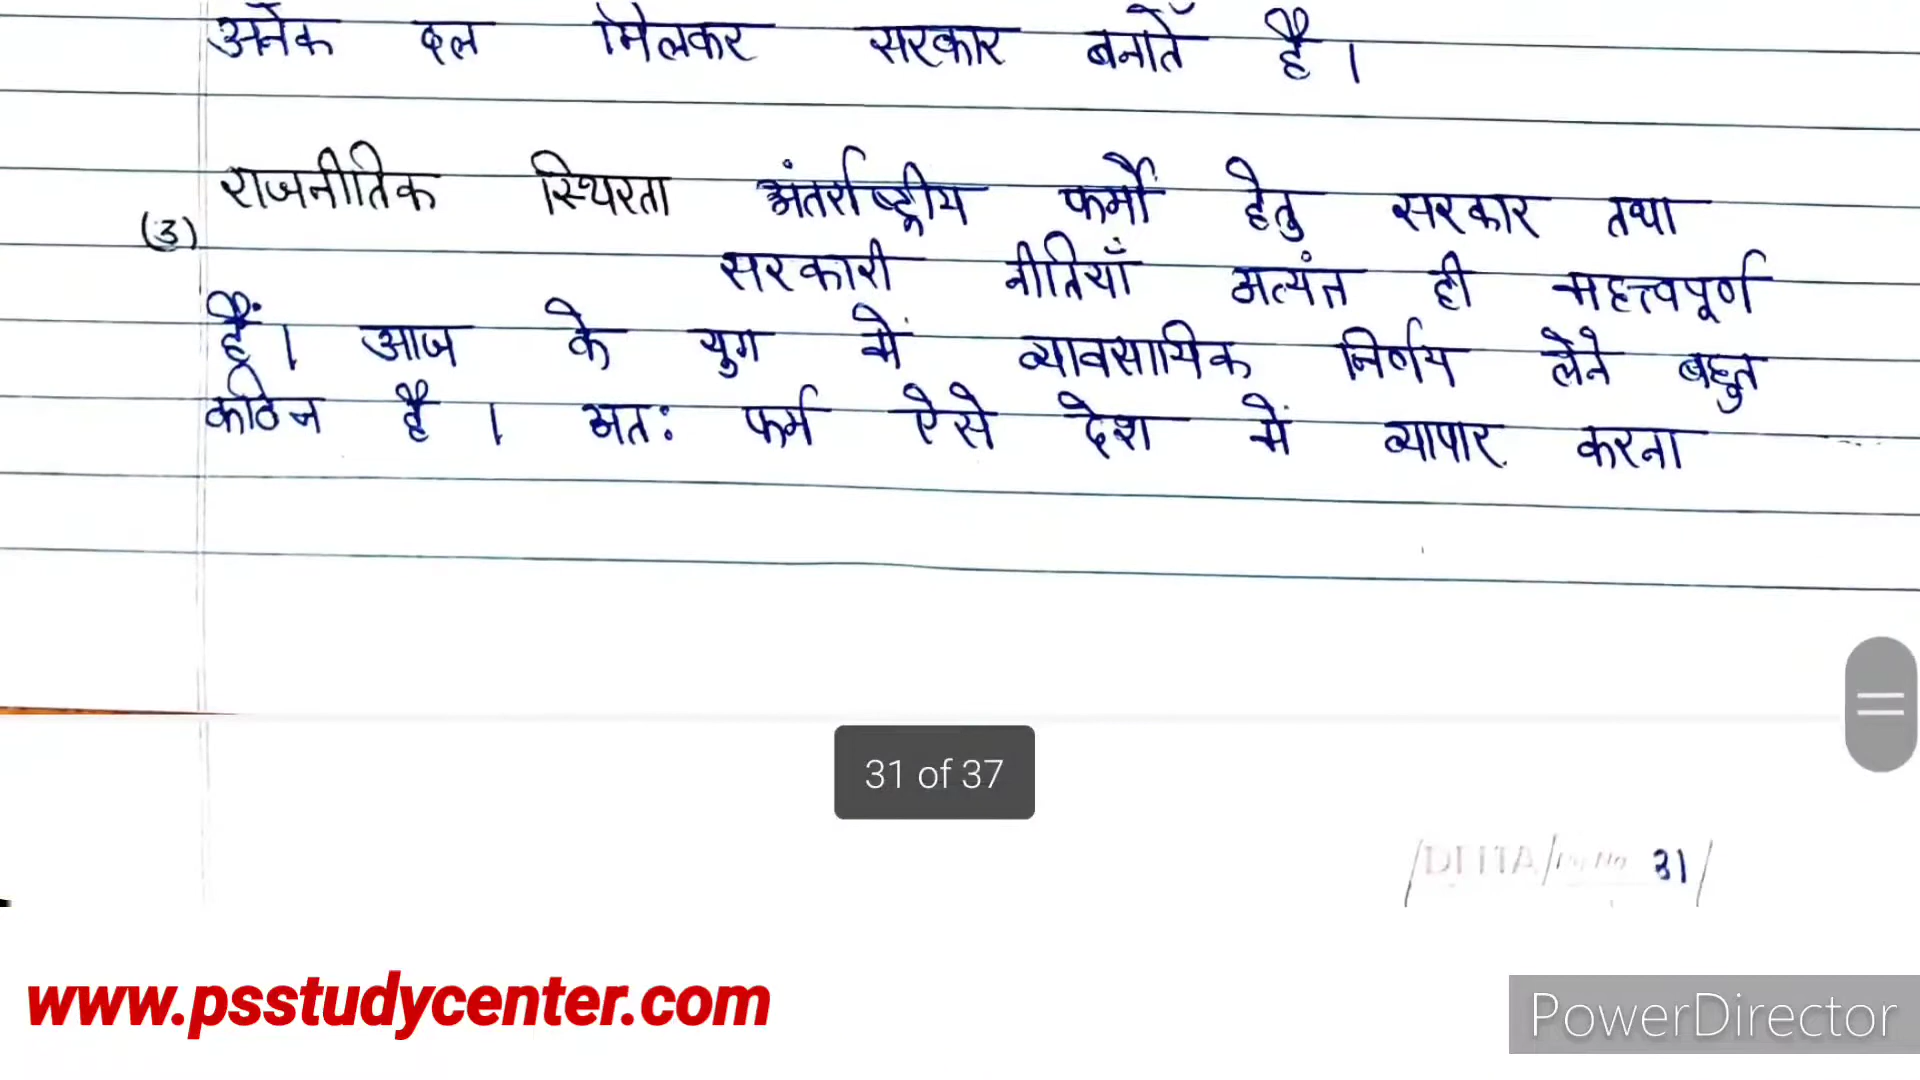 अनेक दल मिलकर सरकार बनाते हैं।
राजनीतिक स्थिरता अंतर्राष्ट्रीय फर्मों हेतु सरकार तथा
(3)
सरकारी नीतियाँ अत्यंत ही महत्त्वपूर्ण
हैं। आज के युग में व्यावसायिक निर्णय लेने बहुत
कठिन है । अतः फर्म ऐसे देश में व्यापार करना
31 of 37
31
www.psstudycenter.com
PowerDirector